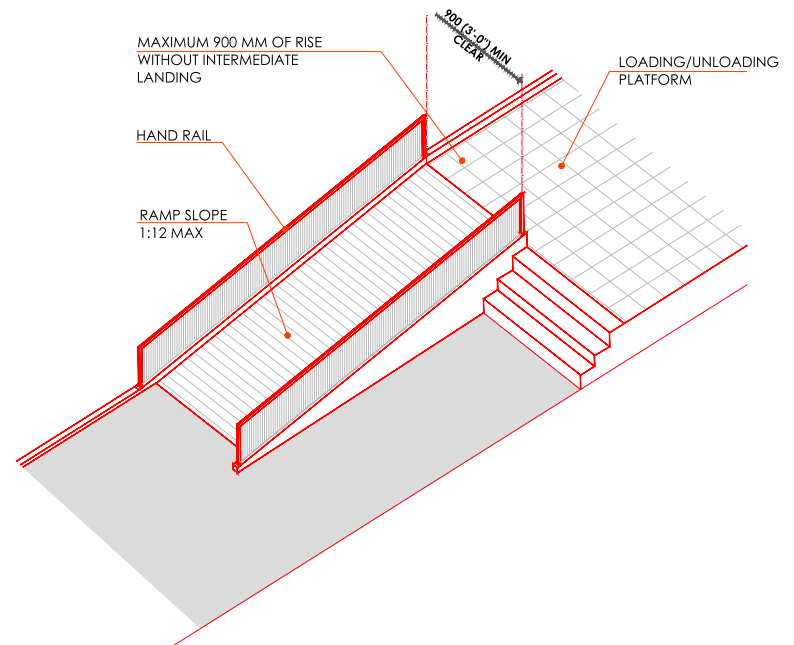 900 (3'-0") MIN
CLEAR
MAXIMUM 900 MM OF RISE
WITHOUT INTERMEDIATE
LANDING
LOADING/UNLOADING
PLATFORM
HAND RAIL
RAMP SLOPE
1:12 MAX